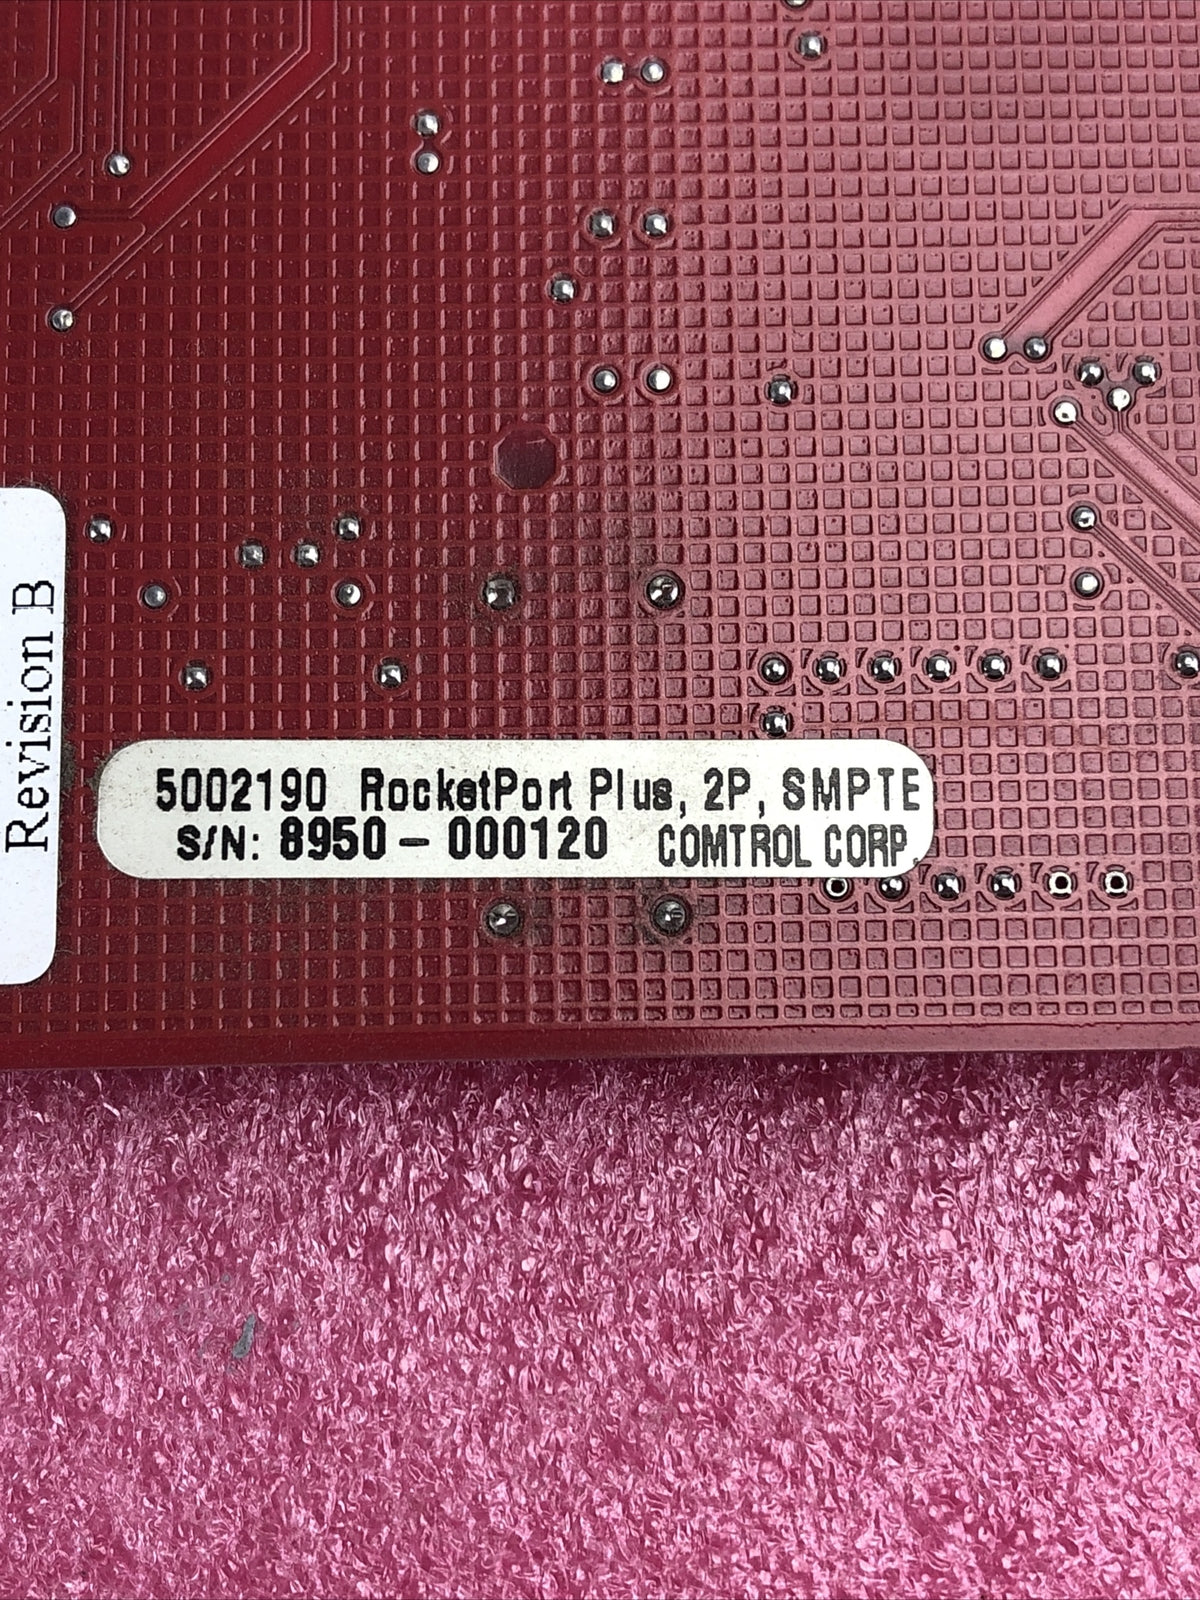 Revision B
5002190 RocketPort Plus, 2P, SMPTE
S/N: 8950 - 000120 COMTROL CORP.